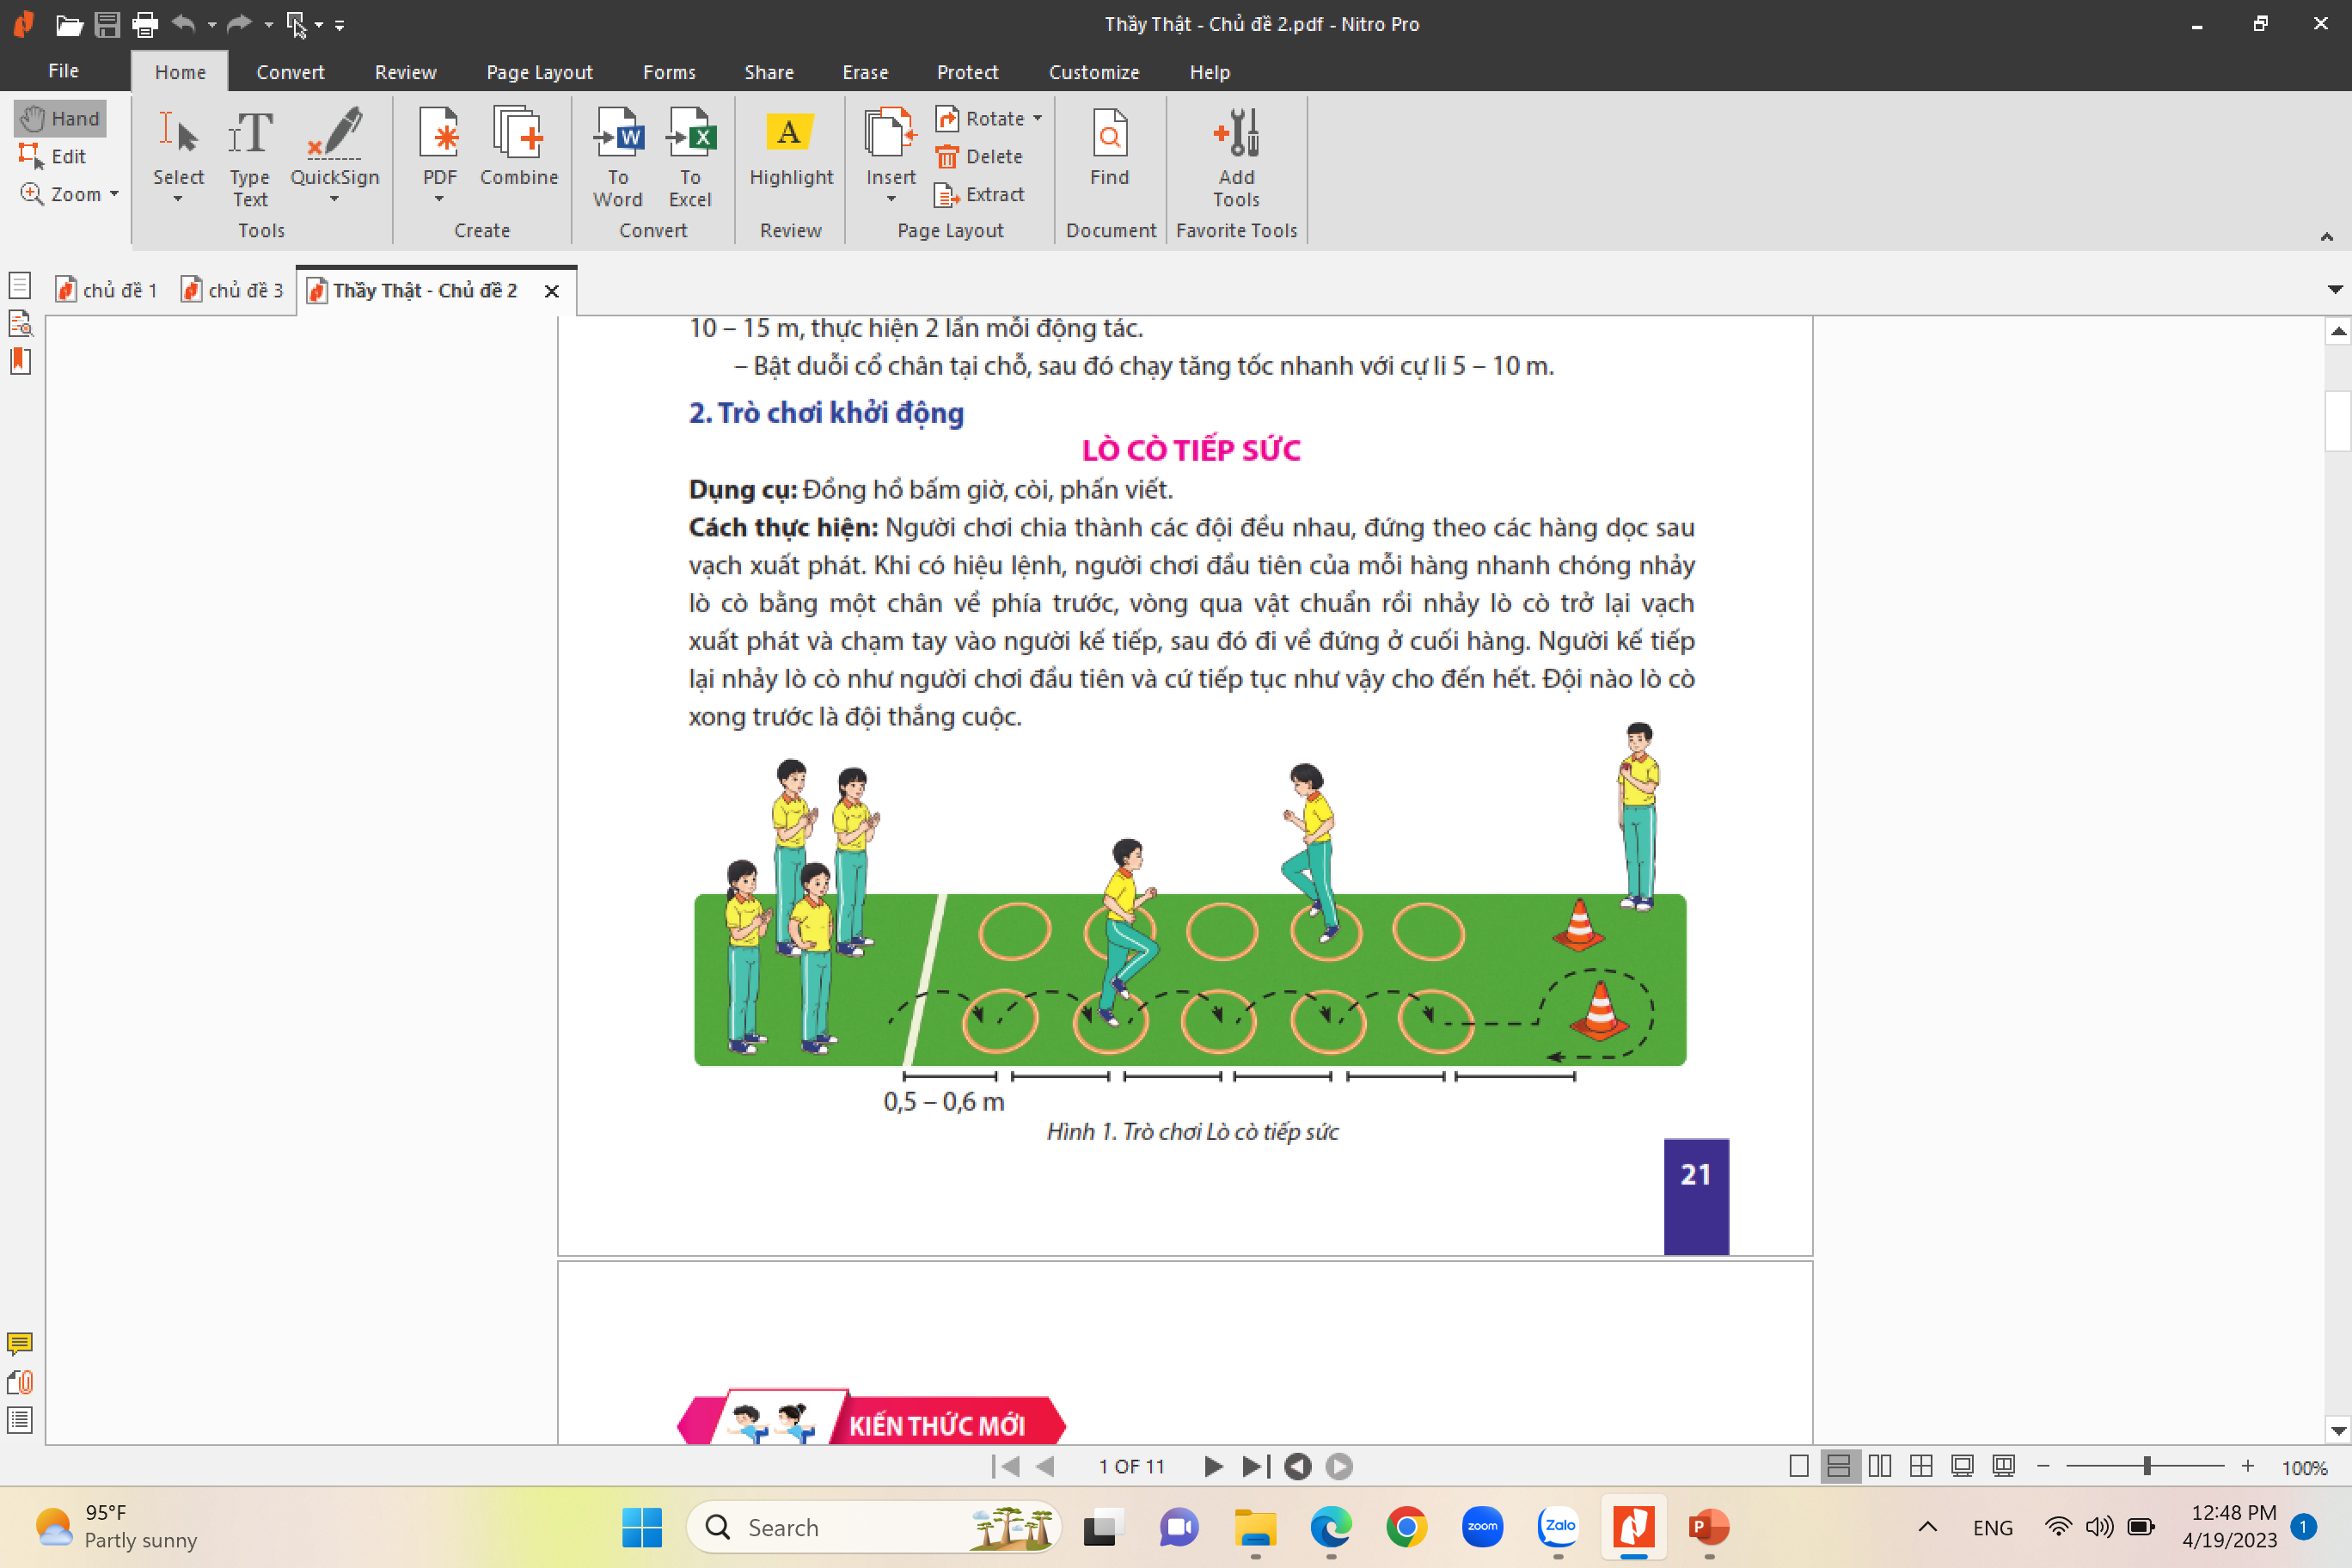 Thầy Thật - Chủ đề 2.pdf - Nitro Pro
File Home Convert Review Page Layout Forms Share Erase Protect Customize Help
Hand
Edit
Zoom
Select
Type Text
QuickSign
Tools
PDF
Combine
Create
To Word
To Excel
Convert
A
Highlight
Review
Insert
Rotate
Delete
Extract
Page Layout
Find
Document
Add Tools
Favorite Tools
chủ đề 1
chủ đề 3
Thầy Thật - Chủ đề 2
10 – 15 m, thực hiện 2 lần mỗi động tác.
– Bật duỗi cổ chân tại chỗ, sau đó chạy tăng tốc nhanh với cự li 5 – 10 m.
2. Trò chơi khởi động
LÒ CÒ TIẾP SỨC
Dụng cụ: Đồng hồ bấm giờ, còi, phấn viết.
Cách thực hiện: Người chơi chia thành các đội đều nhau, đứng theo các hàng dọc sau
vạch xuất phát. Khi có hiệu lệnh, người chơi đầu tiên của mỗi hàng nhanh chóng nhảy
lò cò bằng một chân về phía trước, vòng qua vật chuẩn rồi nhảy lò cò trở lại vạch
xuất phát và chạm tay vào người kế tiếp, sau đó đi về đứng ở cuối hàng. Người kế tiếp
lại nhảy lò cò như người chơi đầu tiên và cứ tiếp tục như vậy cho đến hết. Đội nào lò cò
xong trước là đội thắng cuộc.
0,5 – 0,6 m
Hình 1. Trò chơi Lò cò tiếp sức
21
KIẾN THỨC MỚI
1 OF 11
100%
95°F
Partly sunny
Search
zoom
Zalo
P
ENG
12:48 PM
4/19/2023
1